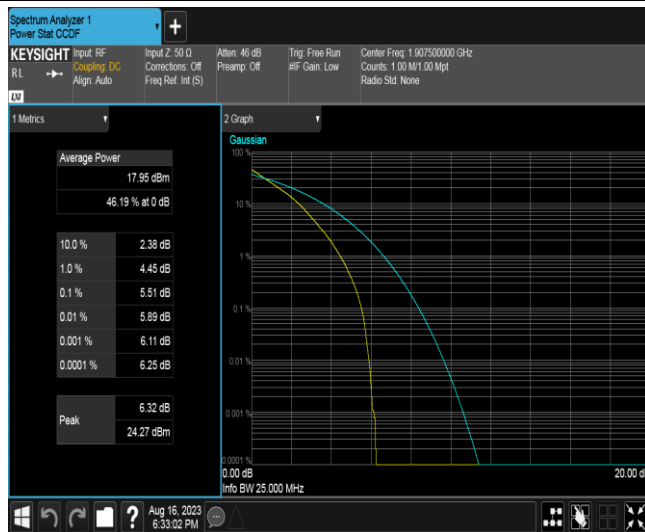 Spectrum Analyzer 1
Power Stat CCDF
+
KEYSIGHT
RL
Input: RF
Coupling: DC
Align: Auto
Input Z: 50 Ω
Corrections: Off
Freq Ref: Int (S)
Atten: 46 dB
Preamp: Off
Trig: Free Run
#IF Gain: Low
Center Freq: 1.907500000 GHz
Counts: 1.00 M/1.00 Mpt
Radio Std: None
LXI
1 Metrics
Average Power
17.95 dBm
46.19 % at 0 dB
10.0 % 2.38 dB
1.0 % 4.45 dB
0.1 % 5.51 dB
0.01 % 5.89 dB
0.001 % 6.11 dB
0.0001 % 6.25 dB
Peak
6.32 dB
24.27 dBm
2 Graph
Gaussian
100 %
10 %
1 %
0.1 %
0.01 %
0.001 %
0.0001 %
0.00 dB
20.00 d
Info BW 25.000 MHz
?
Aug 16, 2023
6:33:02 PM